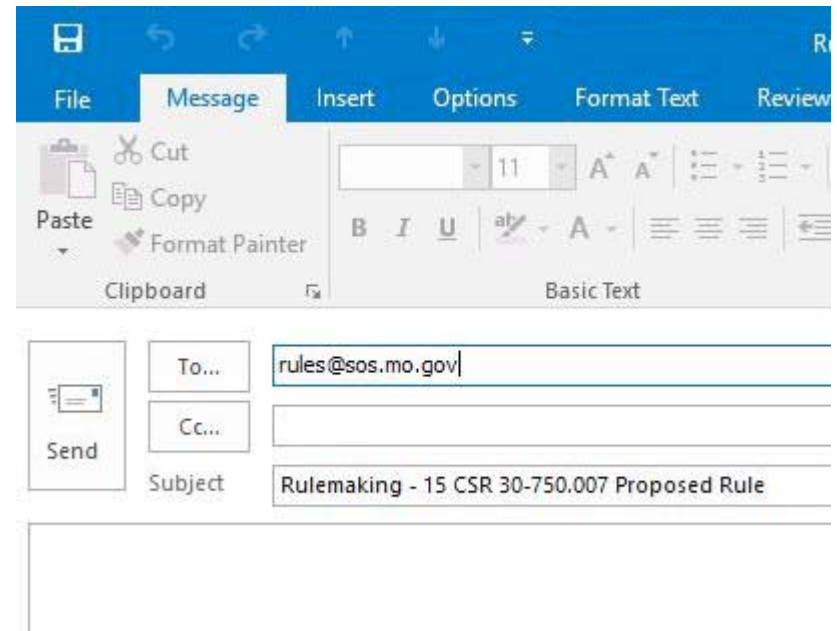 Ru
File Message Insert Options Format Text Review
Cut
Copy
Paste
Format Painter
11
B I U
Clipboard
Basic Text
To... rules@sos.mo.gov
Cc...
Send
Subject Rulemaking - 15 CSR 30-750.007 Proposed Rule